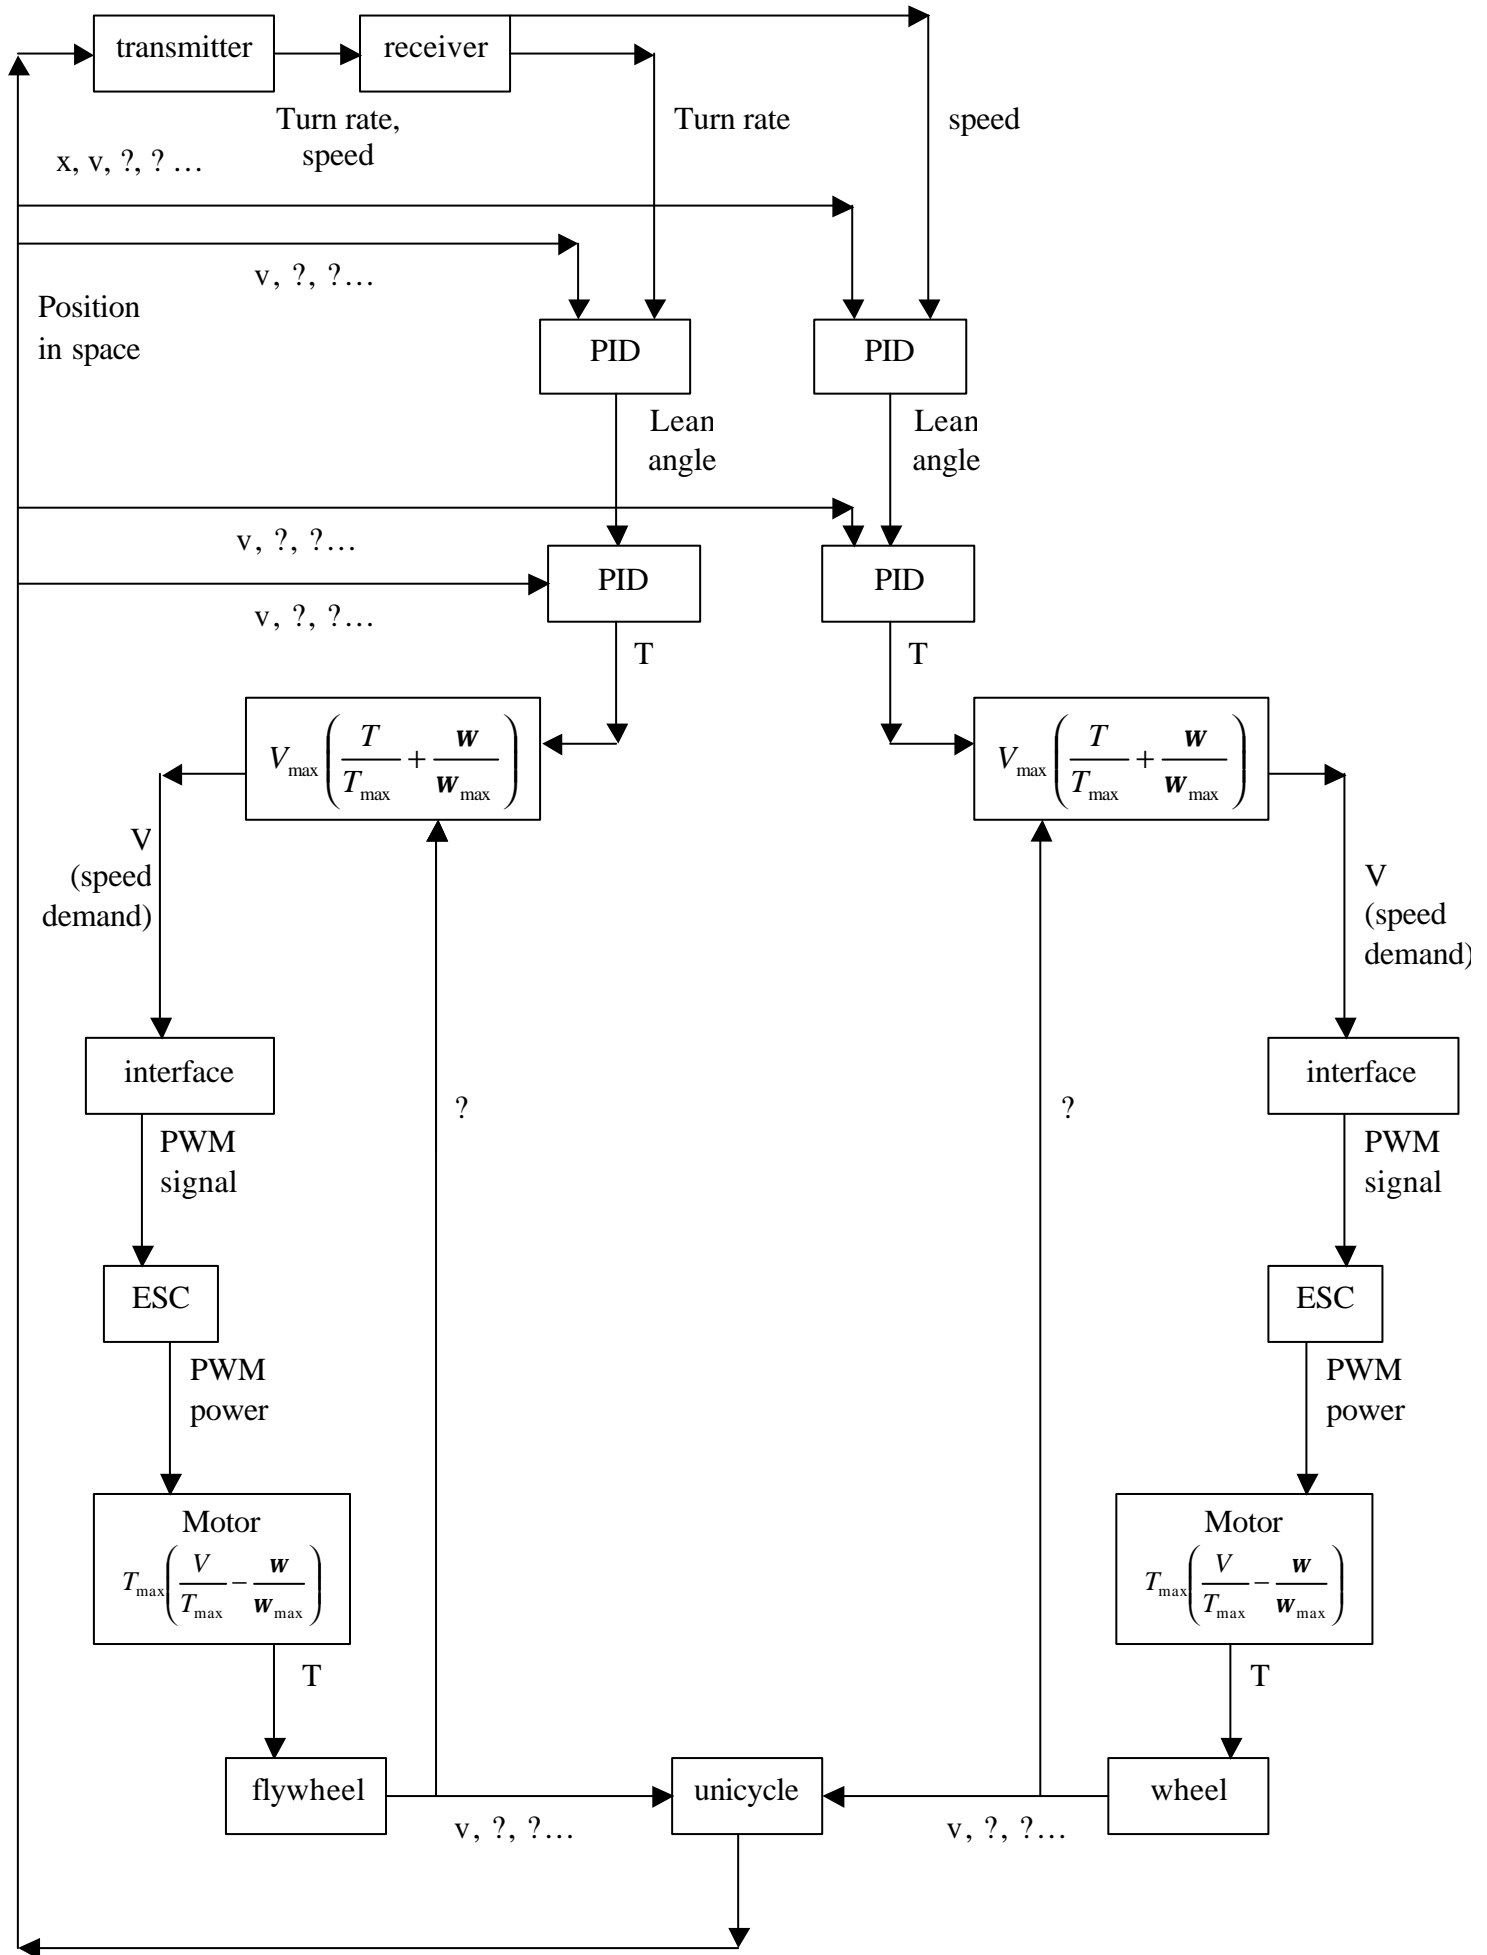 transmitter
receiver
Turn rate,
speed
Turn rate
speed
x, v, ?, ? …
v, ?, ?…
Position
in space
PID
PID
Lean
angle
Lean
angle
v, ?, ?…
PID
PID
v, ?, ?…
T
T
V_max ( T / T_max + w / w_max )
V_max ( T / T_max + w / w_max )
V
(speed
demand)
V
(speed
demand)
interface
interface
?
?
PWM
signal
PWM
signal
ESC
ESC
PWM
power
PWM
power
Motor
T_max ( V / T_max − w / w_max )
Motor
T_max ( V / T_max − w / w_max )
T
T
flywheel
unicycle
wheel
v, ?, ?…
v, ?, ?…